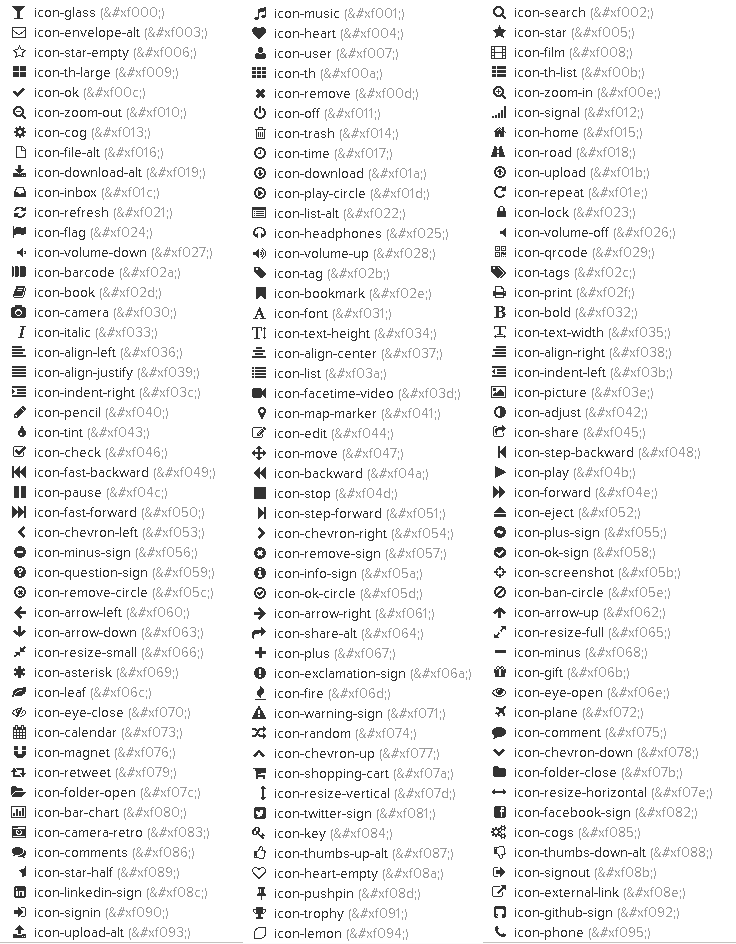 icon-glass (&#xf000;) icon-music (&#xf001;) icon-search (&#xf002;)
icon-envelope-alt (&#xf003;) icon-heart (&#xf004;) icon-star (&#xf005;)
icon-star-empty (&#xf006;) icon-user (&#xf007;) icon-film (&#xf008;)
icon-th-large (&#xf009;) icon-th (&#xf00a;) icon-th-list (&#xf00b;)
icon-ok (&#xf00c;) icon-remove (&#xf00d;) icon-zoom-in (&#xf00e;)
icon-zoom-out (&#xf010;) icon-off (&#xf011;) icon-signal (&#xf012;)
icon-cog (&#xf013;) icon-trash (&#xf014;) icon-home (&#xf015;)
icon-file-alt (&#xf016;) icon-time (&#xf017;) icon-road (&#xf018;)
icon-download-alt (&#xf019;) icon-download (&#xf01a;) icon-upload (&#xf01b;)
icon-inbox (&#xf01c;) icon-play-circle (&#xf01d;) icon-repeat (&#xf01e;)
icon-refresh (&#xf021;) icon-list-alt (&#xf022;) icon-lock (&#xf023;)
icon-flag (&#xf024;) icon-headphones (&#xf025;) icon-volume-off (&#xf026;)
icon-volume-down (&#xf027;) icon-volume-up (&#xf028;) icon-qrcode (&#xf029;)
icon-barcode (&#xf02a;) icon-tag (&#xf02b;) icon-tags (&#xf02c;)
icon-book (&#xf02d;) icon-bookmark (&#xf02e;) icon-print (&#xf02f;)
icon-camera (&#xf030;) icon-font (&#xf031;) icon-bold (&#xf032;)
icon-italic (&#xf033;) icon-text-height (&#xf034;) icon-text-width (&#xf035;)
icon-align-left (&#xf036;) icon-align-center (&#xf037;) icon-align-right (&#xf038;)
icon-align-justify (&#xf039;) icon-list (&#xf03a;) icon-indent-left (&#xf03b;)
icon-indent-right (&#xf03c;) icon-facetime-video (&#xf03d;) icon-picture (&#xf03e;)
icon-pencil (&#xf040;) icon-map-marker (&#xf041;) icon-adjust (&#xf042;)
icon-tint (&#xf043;) icon-edit (&#xf044;) icon-share (&#xf045;)
icon-check (&#xf046;) icon-move (&#xf047;) icon-step-backward (&#xf048;)
icon-fast-backward (&#xf049;) icon-backward (&#xf04a;) icon-play (&#xf04b;)
icon-pause (&#xf04c;) icon-stop (&#xf04d;) icon-forward (&#xf04e;)
icon-fast-forward (&#xf050;) icon-step-forward (&#xf051;) icon-eject (&#xf052;)
icon-chevron-left (&#xf053;) icon-chevron-right (&#xf054;) icon-plus-sign (&#xf055;)
icon-minus-sign (&#xf056;) icon-remove-sign (&#xf057;) icon-ok-sign (&#xf058;)
icon-question-sign (&#xf059;) icon-info-sign (&#xf05a;) icon-screenshot (&#xf05b;)
icon-remove-circle (&#xf05c;) icon-ok-circle (&#xf05d;) icon-ban-circle (&#xf05e;)
icon-arrow-left (&#xf060;) icon-arrow-right (&#xf061;) icon-arrow-up (&#xf062;)
icon-arrow-down (&#xf063;) icon-share-alt (&#xf064;) icon-resize-full (&#xf065;)
icon-resize-small (&#xf066;) icon-plus (&#xf067;) icon-minus (&#xf068;)
icon-asterisk (&#xf069;) icon-exclamation-sign (&#xf06a;) icon-gift (&#xf06b;)
icon-leaf (&#xf06c;) icon-fire (&#xf06d;) icon-eye-open (&#xf06e;)
icon-eye-close (&#xf070;) icon-warning-sign (&#xf071;) icon-plane (&#xf072;)
icon-calendar (&#xf073;) icon-random (&#xf074;) icon-comment (&#xf075;)
icon-magnet (&#xf076;) icon-chevron-up (&#xf077;) icon-chevron-down (&#xf078;)
icon-retweet (&#xf079;) icon-shopping-cart (&#xf07a;) icon-folder-close (&#xf07b;)
icon-folder-open (&#xf07c;) icon-resize-vertical (&#xf07d;) icon-resize-horizontal (&#xf07e;)
icon-bar-chart (&#xf080;) icon-twitter-sign (&#xf081;) icon-facebook-sign (&#xf082;)
icon-camera-retro (&#xf083;) icon-key (&#xf084;) icon-cogs (&#xf085;)
icon-comments (&#xf086;) icon-thumbs-up-alt (&#xf087;) icon-thumbs-down-alt (&#xf088;)
icon-star-half (&#xf089;) icon-heart-empty (&#xf08a;) icon-signout (&#xf08b;)
icon-linkedin-sign (&#xf08c;) icon-pushpin (&#xf08d;) icon-external-link (&#xf08e;)
icon-signin (&#xf090;) icon-trophy (&#xf091;) icon-github-sign (&#xf092;)
icon-upload-alt (&#xf093;) icon-lemon (&#xf094;) icon-phone (&#xf095;)